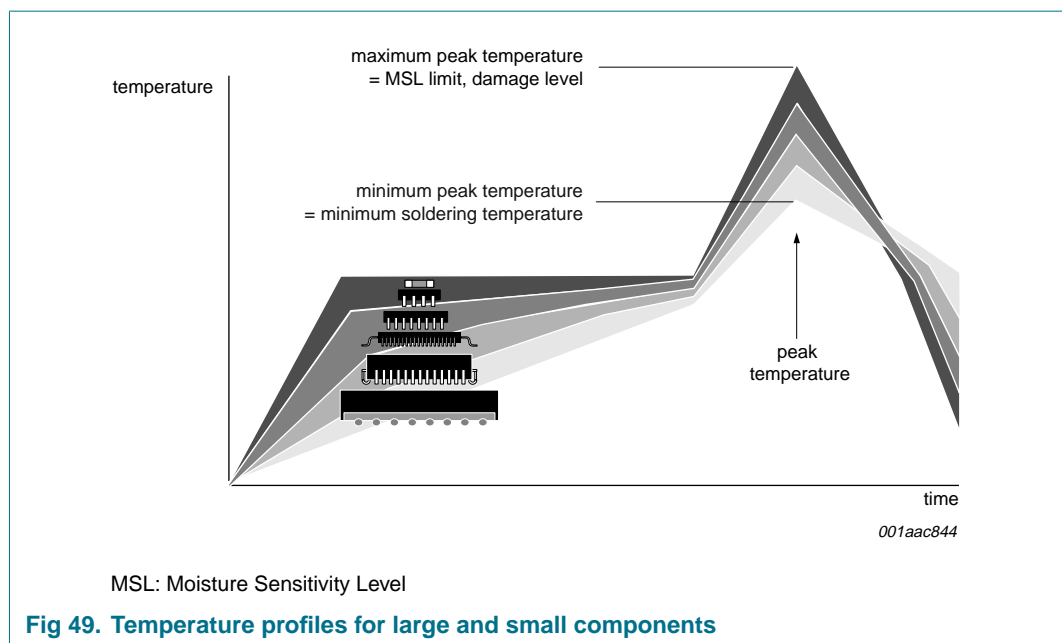 maximum peak temperature
= MSL limit, damage level
temperature
minimum peak temperature
= minimum soldering temperature
peak
temperature
time
001aac844
MSL: Moisture Sensitivity Level
Fig 49. Temperature profiles for large and small components